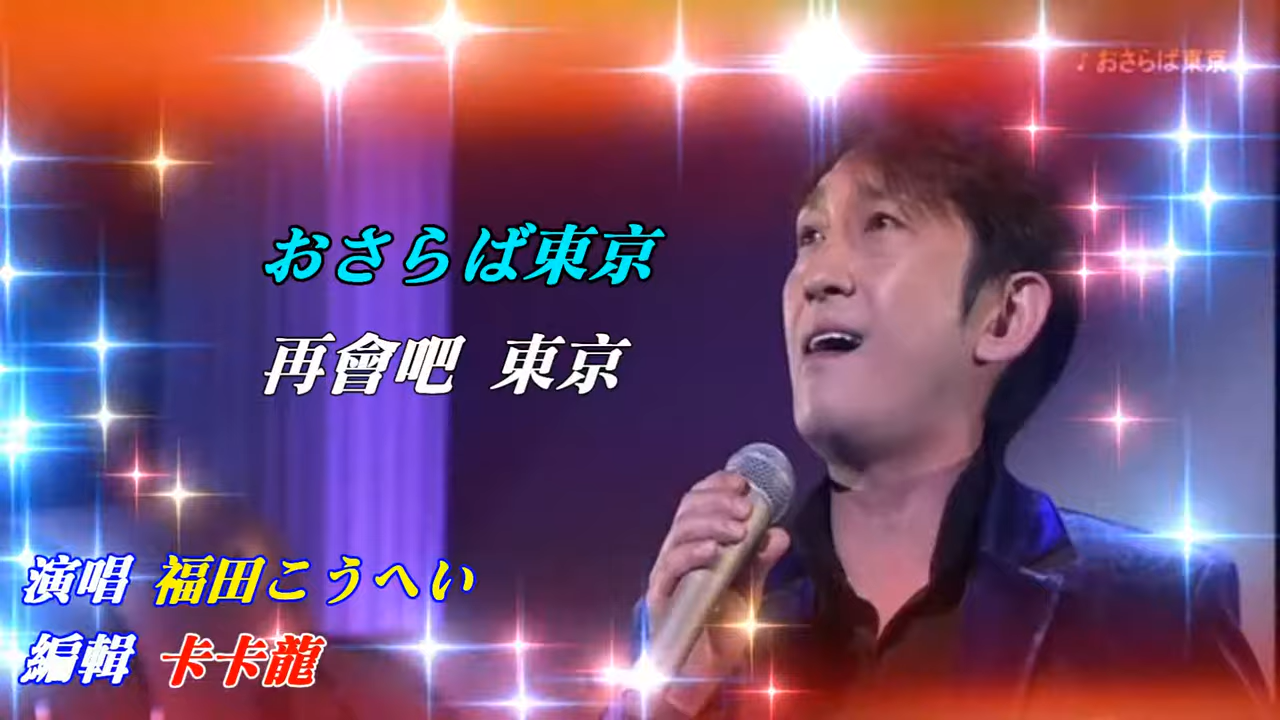 ♪ おさらば東京
おさらば東京
再會吧 東京
演唱 福田こうへい
編輯 卡卡龍